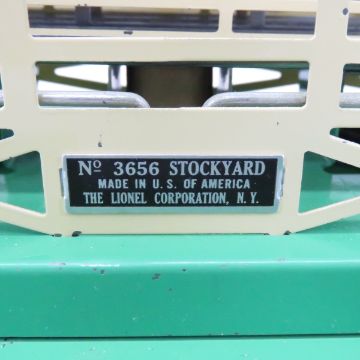 Nº 3656 STOCKYARD
MADE IN U. S. OF AMERICA
THE LIONEL CORPORATION, N. Y.